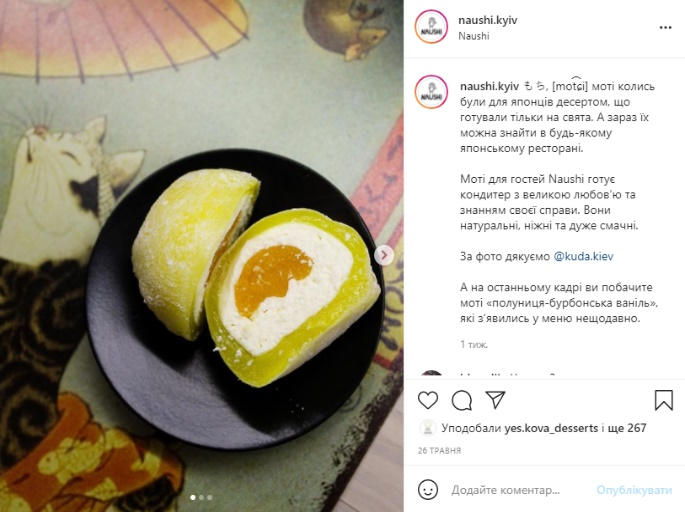 naushi.kyiv
Naushi
NAUSHI
naushi.kyiv もち, [mot͡ɕi] моті колись
були для японців десертом, що
готували тільки на свята. А зараз їх
можна знайти в будь-якому
японському ресторані.
Моті для гостей Naushi готує
кондитер з великою любов'ю та
знанням своєї справи. Вони
натуральні, ніжні та дуже смачні.
За фото дякуємо @kuda.kiev
А на останньому кадрі ви побачите
моті «полуниця-бурбонська ваніль»,
які з'явились у меню нещодавно.
1 тиж.
Уподобали yes.kova_desserts і ще 267
26 ТРАВНЯ
Додайте коментар...
Опублікувати